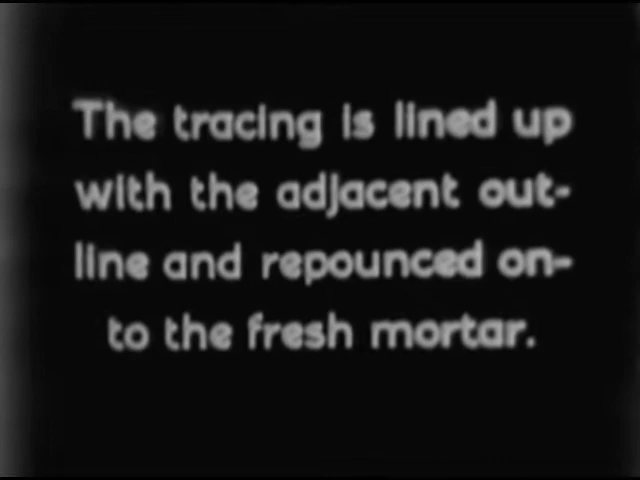 The tracing is lined up
with the adjacent out-
line and repounced on-
to the fresh mortar.